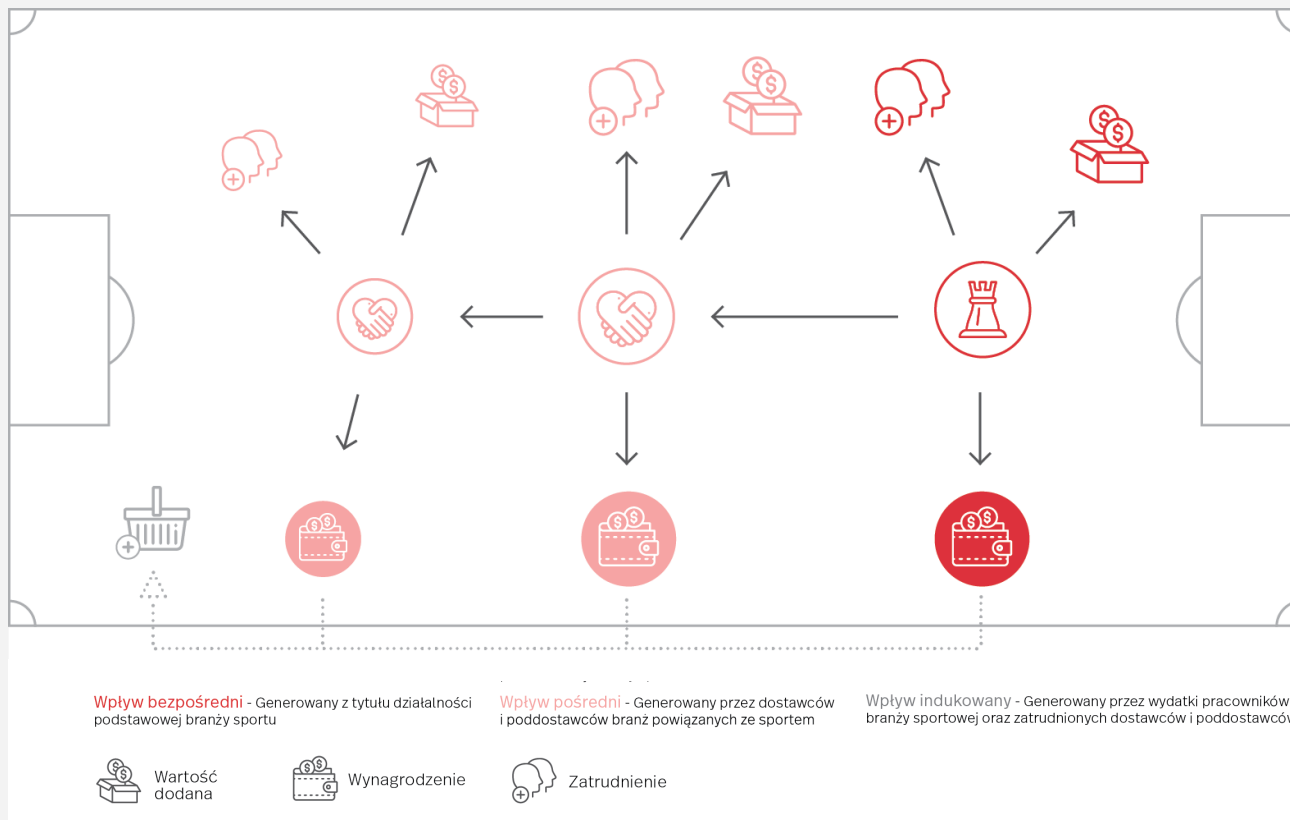 Wpływ bezpośredni - Generowany z tytułu działalności
podstawowej branży sportu
Wpływ pośredni - Generowany przez dostawców
i poddostawców branż powiązanych ze sportem
Wpływ indukowany - Generowany przez wydatki pracowników
branży sportowej oraz zatrudnionych dostawców i poddostawców
Wartość
dodana
Wynagrodzenie
Zatrudnienie